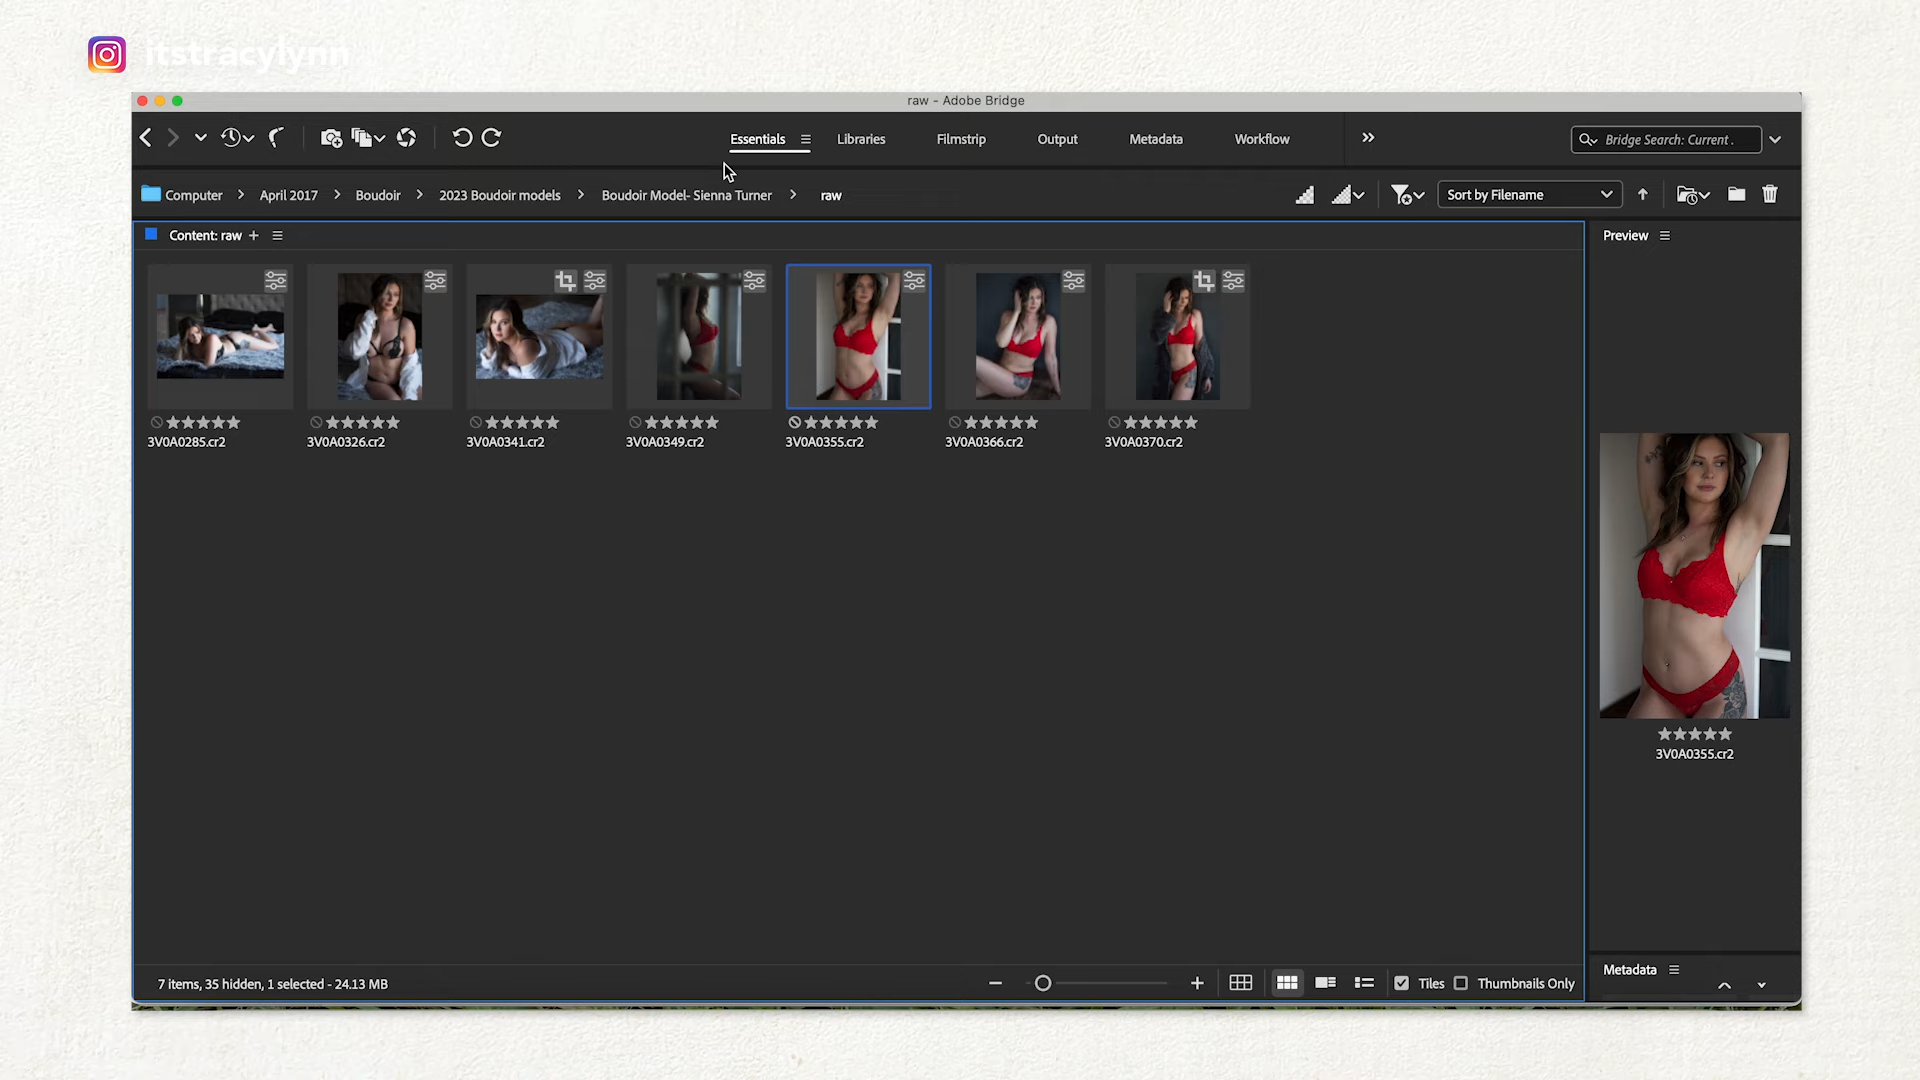 itstracylynn
raw - Adobe Bridge
Essentials Libraries Filmstrip Output Metadata Workflow
Bridge Search: Current .
Computer > April 2017 > Boudoir > 2023 Boudoir models > Boudoir Model- Sienna Turner > raw
Sort by Filename
Content: raw
Preview
3V0A0285.cr2 3V0A0326.cr2 3V0A0341.cr2 3V0A0349.cr2 3V0A0355.cr2 3V0A0366.cr2 3V0A0370.cr2
3V0A0355.cr2
Metadata
7 items, 35 hidden, 1 selected - 24.13 MB
Tiles Thumbnails Only